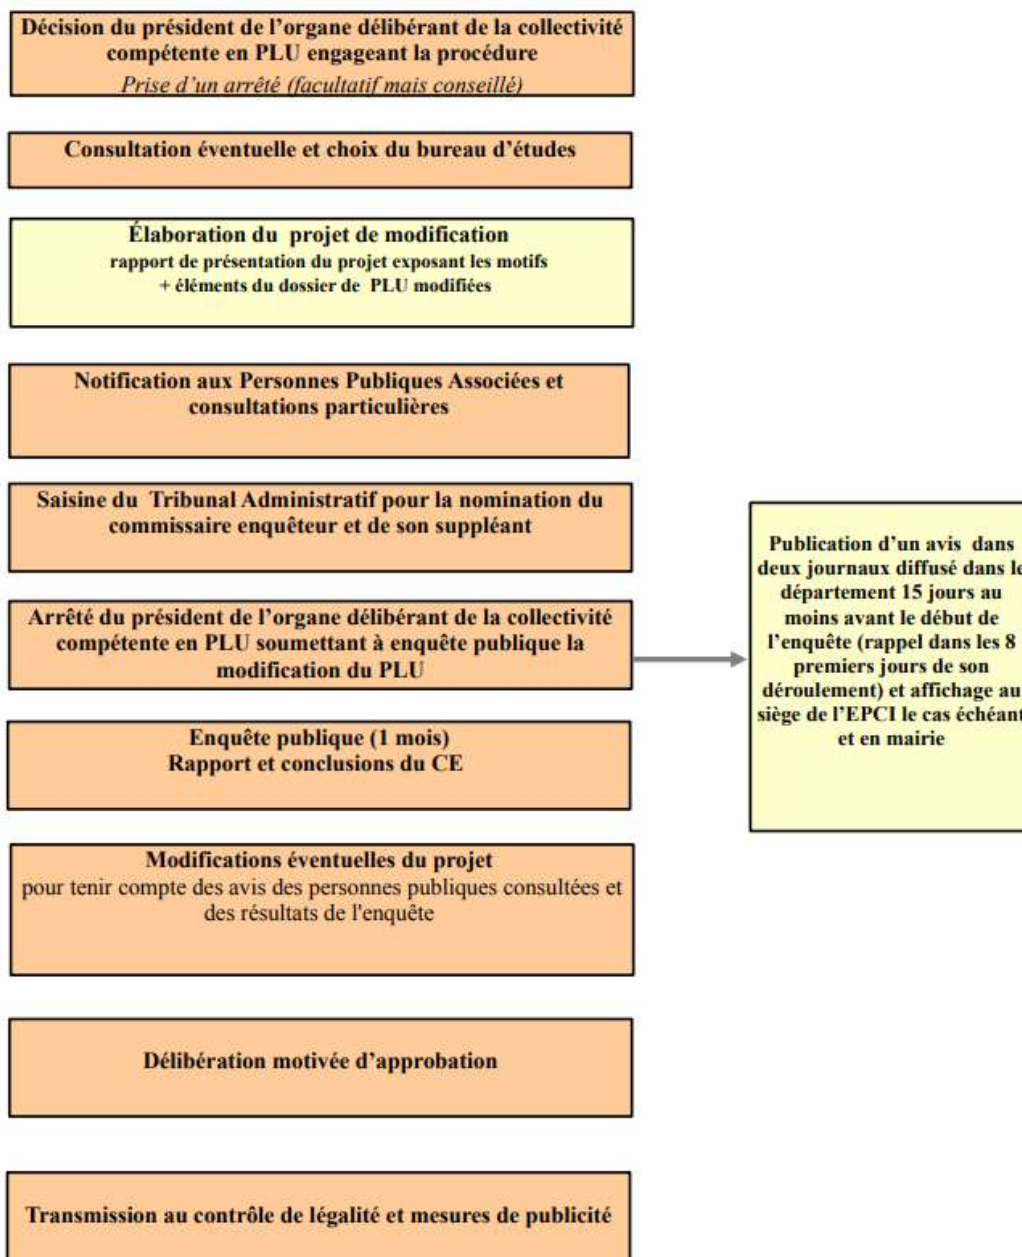 Décision du président de l’organe délibérant de la collectivité
compétente en PLU engageant la procédure
Prise d’un arrêté (facultatif mais conseillé)
Consultation éventuelle et choix du bureau d’études
Élaboration du projet de modification
rapport de présentation du projet exposant les motifs
+ éléments du dossier de PLU modifiées
Notification aux Personnes Publiques Associées et
consultations particulières
Saisine du Tribunal Administratif pour la nomination du
commissaire enquêteur et de son suppléant
Arrêté du président de l’organe délibérant de la collectivité
compétente en PLU soumettant à enquête publique la
modification du PLU
Publication d’un avis dans
deux journaux diffusé dans le
département 15 jours au
moins avant le début de
l’enquête (rappel dans les 8
premiers jours de son
déroulement) et affichage au
siège de l’EPCI le cas échéant
et en mairie
Enquête publique (1 mois)
Rapport et conclusions du CE
Modifications éventuelles du projet
pour tenir compte des avis des personnes publiques consultées et
des résultats de l'enquête
Délibération motivée d’approbation
Transmission au contrôle de légalité et mesures de publicité